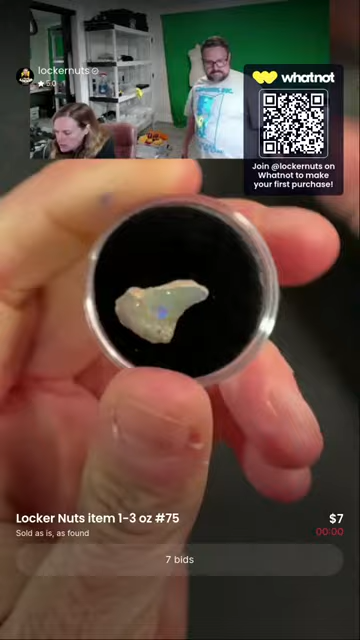 lockernuts
★ 5.0
whatnot
Join @lockernuts on
Whatnot to make
your first purchase!
Locker Nuts item 1-3 oz #75
$7
Sold as is, as found
00:00
7 bids